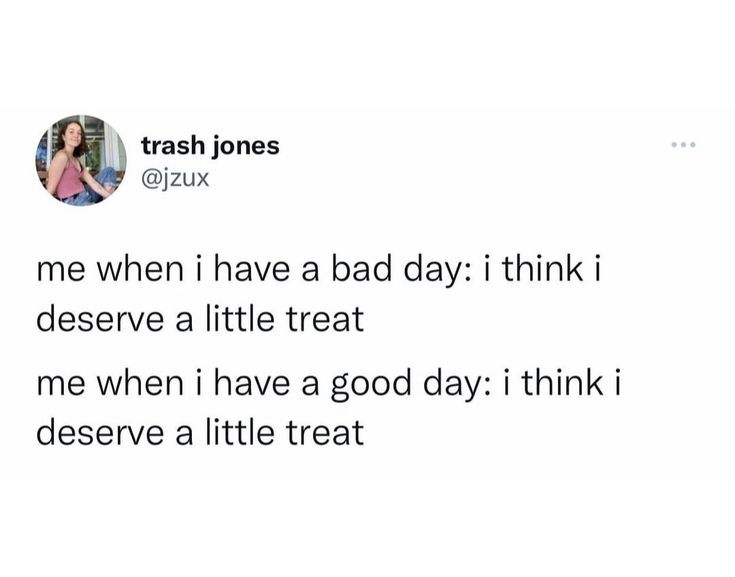 trash jones
@jzux
me when i have a bad day: i think i
deserve a little treat
me when i have a good day: i think i
deserve a little treat